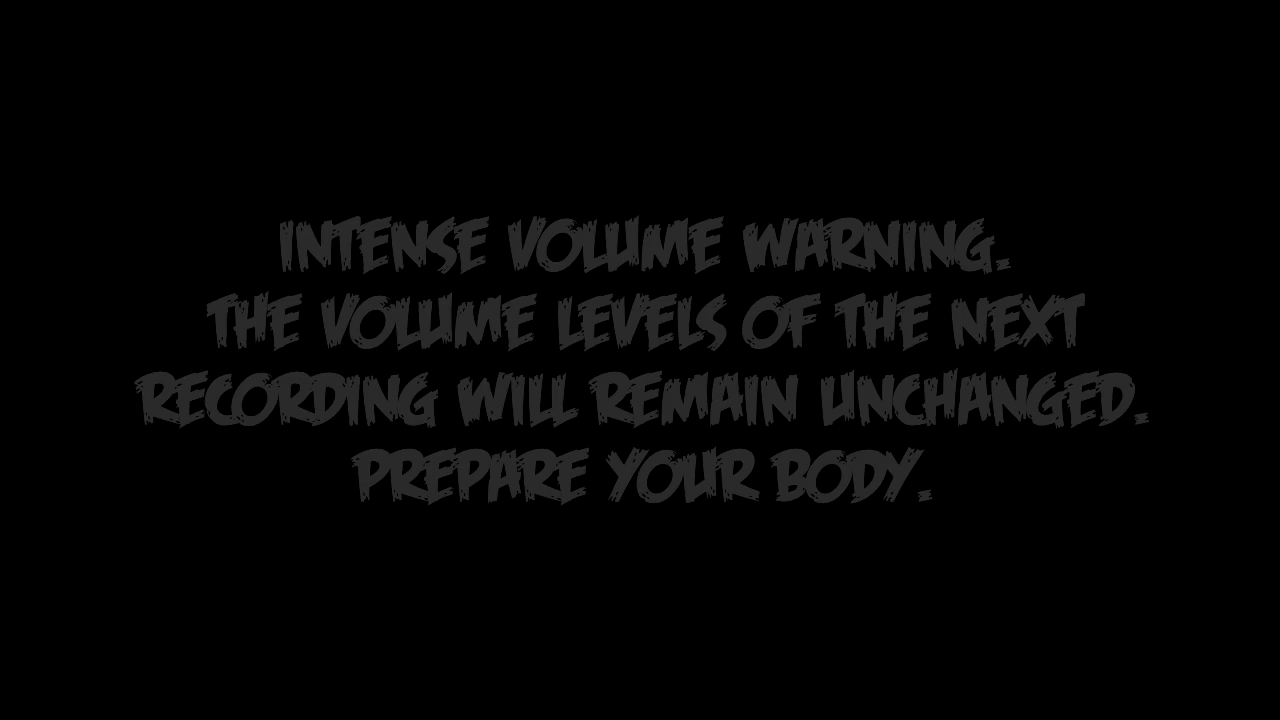 INTENSE VOLUME WARNING.
THE VOLUME LEVELS OF THE NEXT
RECORDING WILL REMAIN UNCHANGED.
PREPARE YOUR BODY.